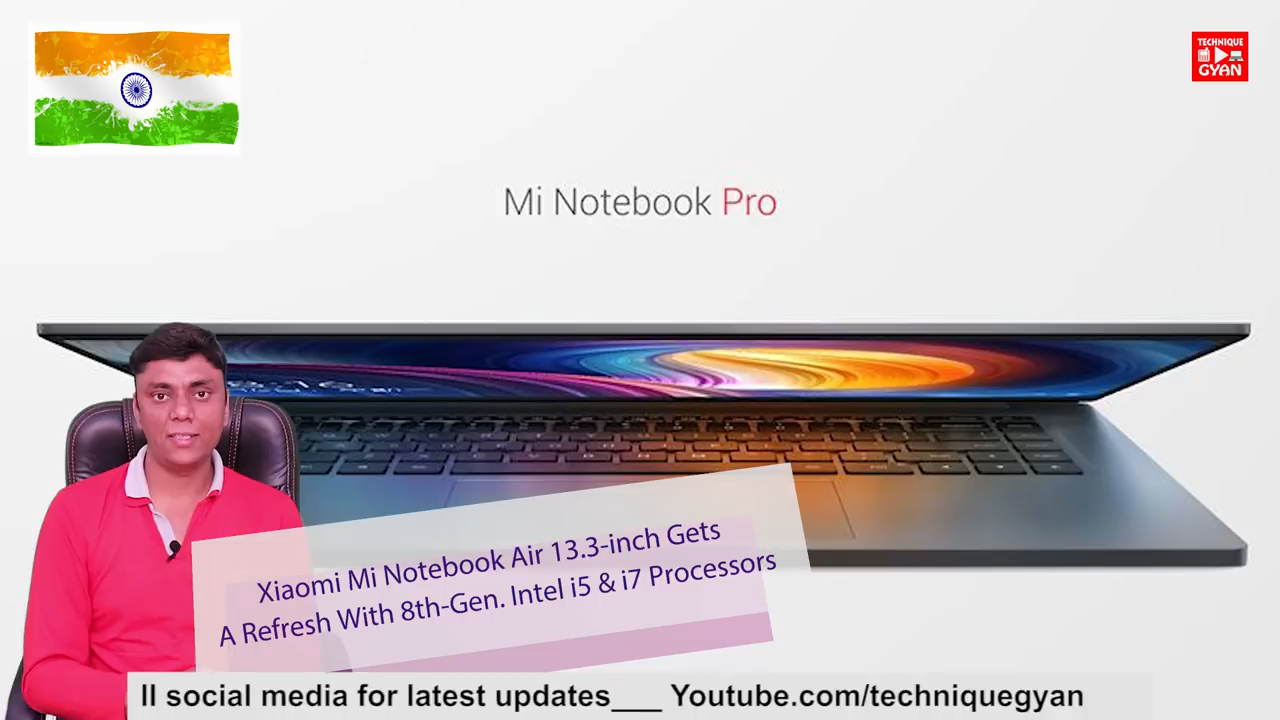 TECHNIQUE
GYAN
Mi Notebook Pro
Xiaomi Mi Notebook Air 13.3-inch Gets
A Refresh With 8th-Gen. Intel i5 & i7 Processors
ll social media for latest updates___ Youtube.com/techniquegyan